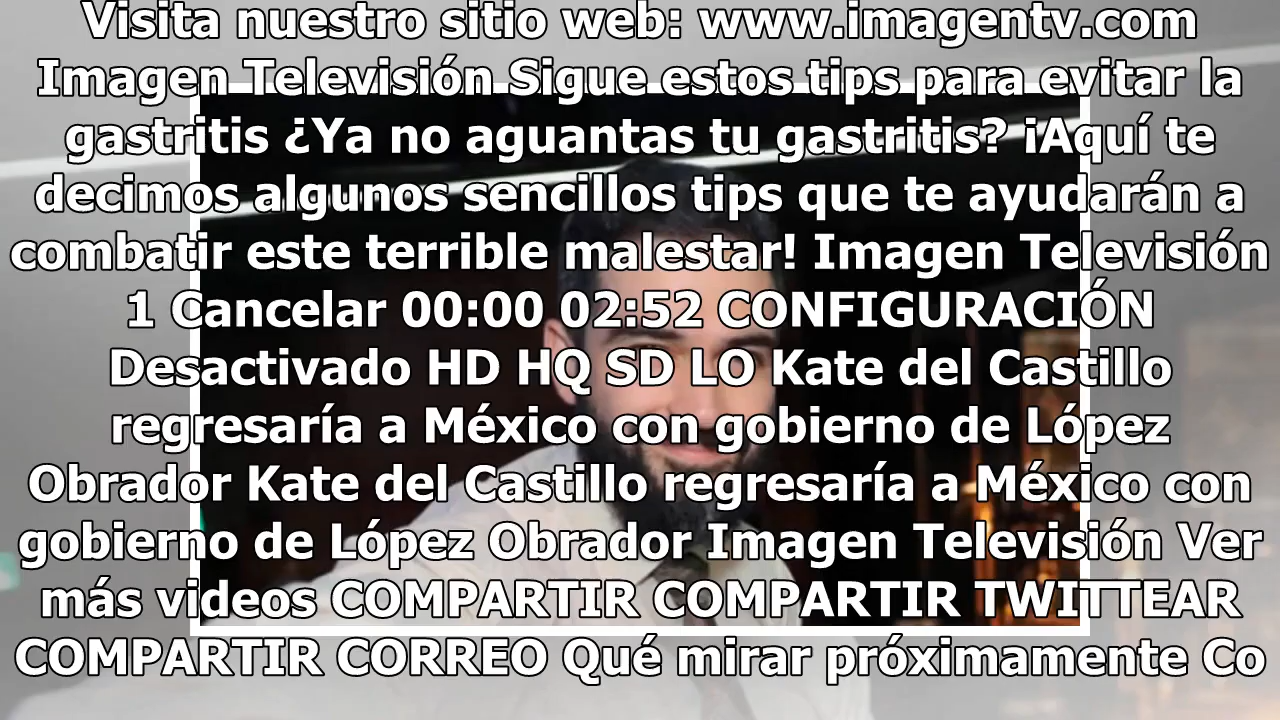 Visita nuestro sitio web: www.imagentv.com
Imagen Televisión Sigue estos tips para evitar la
gastritis ¿Ya no aguantas tu gastritis? ¡Aquí te
decimos algunos sencillos tips que te ayudarán a
combatir este terrible malestar! Imagen Televisión
1 Cancelar 00:00 02:52 CONFIGURACIÓN
Desactivado HD HQ SD LO Kate del Castillo
regresaría a México con gobierno de López
Obrador Kate del Castillo regresaría a México con
gobierno de López Obrador Imagen Televisión Ver
más videos COMPARTIR COMPARTIR TWITTEAR
COMPARTIR CORREO Qué mirar próximamente Co